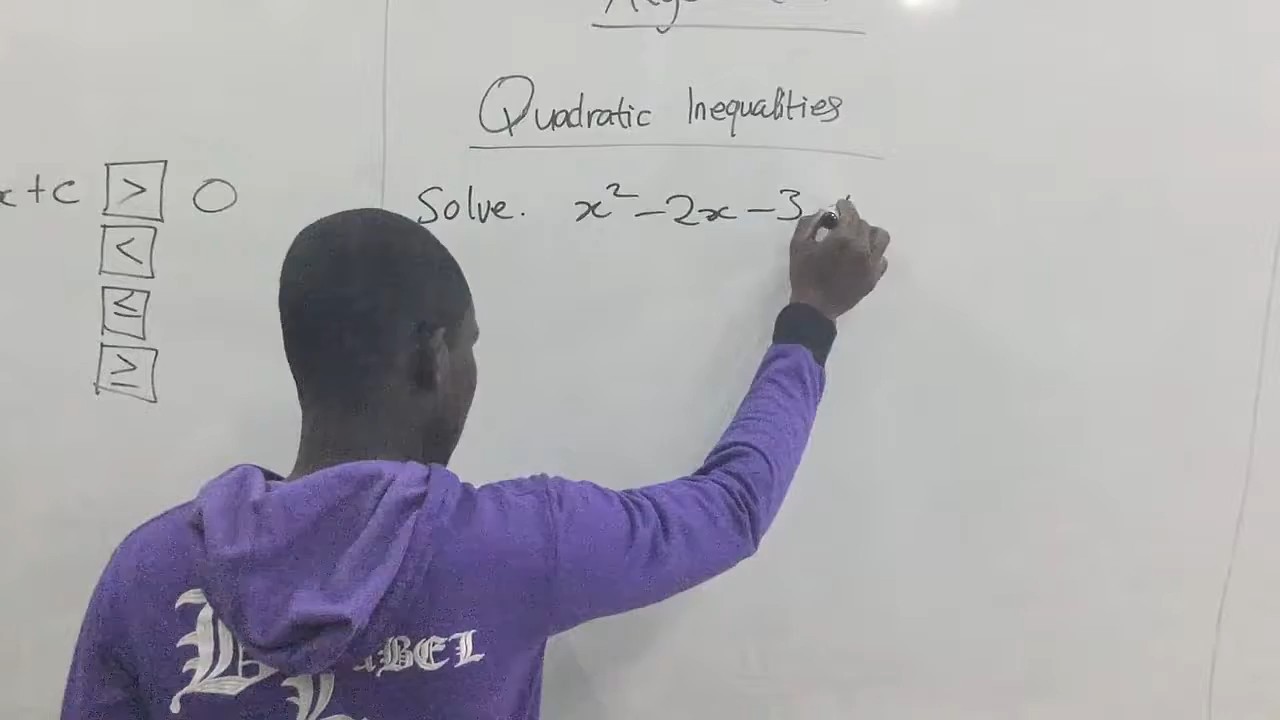 Quadratic Inequalities
x+c > 0
<
≤
≥
Solve. x² - 2x - 3